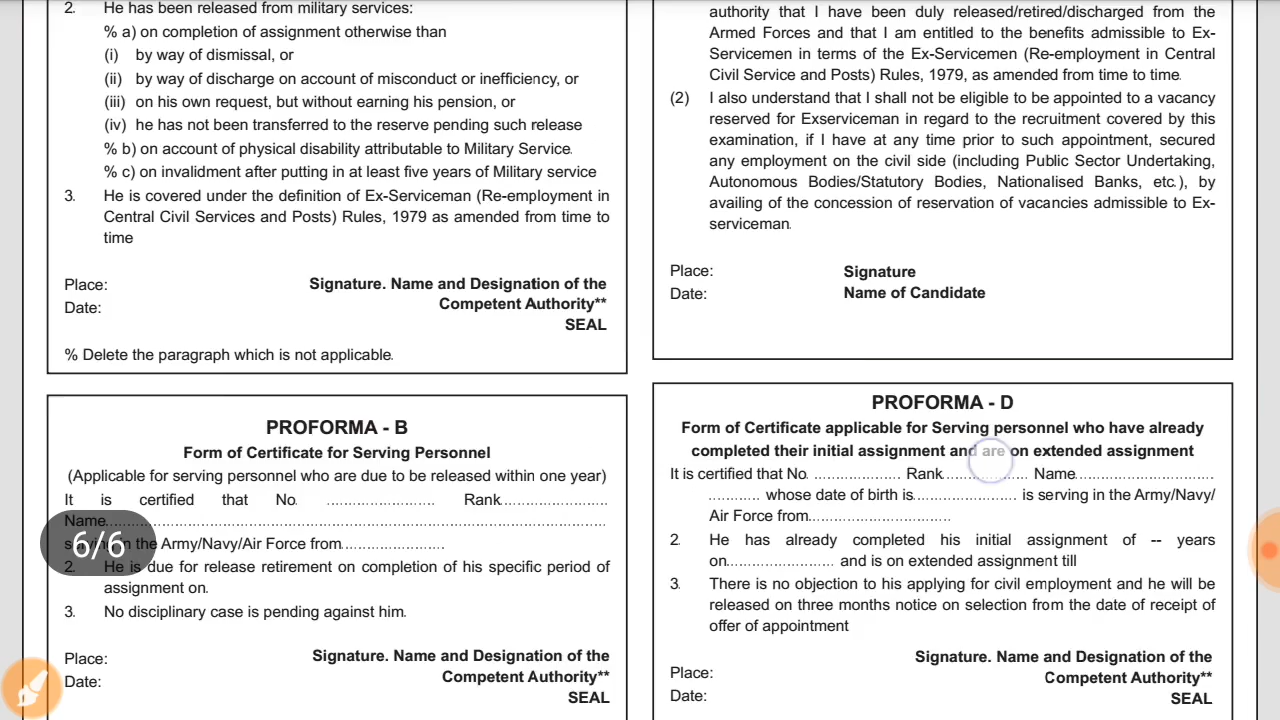 2. He has been released from military services:
% a) on completion of assignment otherwise than
(i) by way of dismissal, or
(ii) by way of discharge on account of misconduct or inefficiency, or
(iii) on his own request, but without earning his pension, or
(iv) he has not been transferred to the reserve pending such release
% b) on account of physical disability attributable to Military Service.
% c) on invalidment after putting in at least five years of Military service
3. He is covered under the definition of Ex-Serviceman (Re-employment in
Central Civil Services and Posts) Rules, 1979 as amended from time to
time
Place: Signature. Name and Designation of the
Date: Competent Authority**
SEAL
% Delete the paragraph which is not applicable.
PROFORMA - B
Form of Certificate for Serving Personnel
(Applicable for serving personnel who are due to be released within one year)
It is certified that No. ........................ Rank........................
Name....................................................................................................
the Army/Navy/Air Force from.......................
6/6
2. He is due for release retirement on completion of his specific period of
assignment on.
3. No disciplinary case is pending against him.
Place: Signature. Name and Designation of the
Date: Competent Authority**
SEAL
authority that I have been duly released/retired/discharged from the
Armed Forces and that I am entitled to the benefits admissible to Ex-
Servicemen in terms of the Ex-Servicemen (Re-employment in Central
Civil Service and Posts) Rules, 1979, as amended from time to time.
(2) I also understand that I shall not be eligible to be appointed to a vacancy
reserved for Exserviceman in regard to the recruitment covered by this
examination, if I have at any time prior to such appointment, secured
any employment on the civil side (including Public Sector Undertaking,
Autonomous Bodies/Statutory Bodies, Nationalised Banks, etc.), by
availing of the concession of reservation of vacancies admissible to Ex-
serviceman.
Place: Signature
Date: Name of Candidate
PROFORMA - D
Form of Certificate applicable for Serving personnel who have already
completed their initial assignment and are on extended assignment
It is certified that No. ................... Rank................... Name...............................
............ whose date of birth is....................... is serving in the Army/Navy/
Air Force from...............................
2. He has already completed his initial assignment of -- years
on........................ and is on extended assignment till
3. There is no objection to his applying for civil employment and he will be
released on three months notice on selection from the date of receipt of
offer of appointment
Signature. Name and Designation of the
Place: Competent Authority**
Date: SEAL